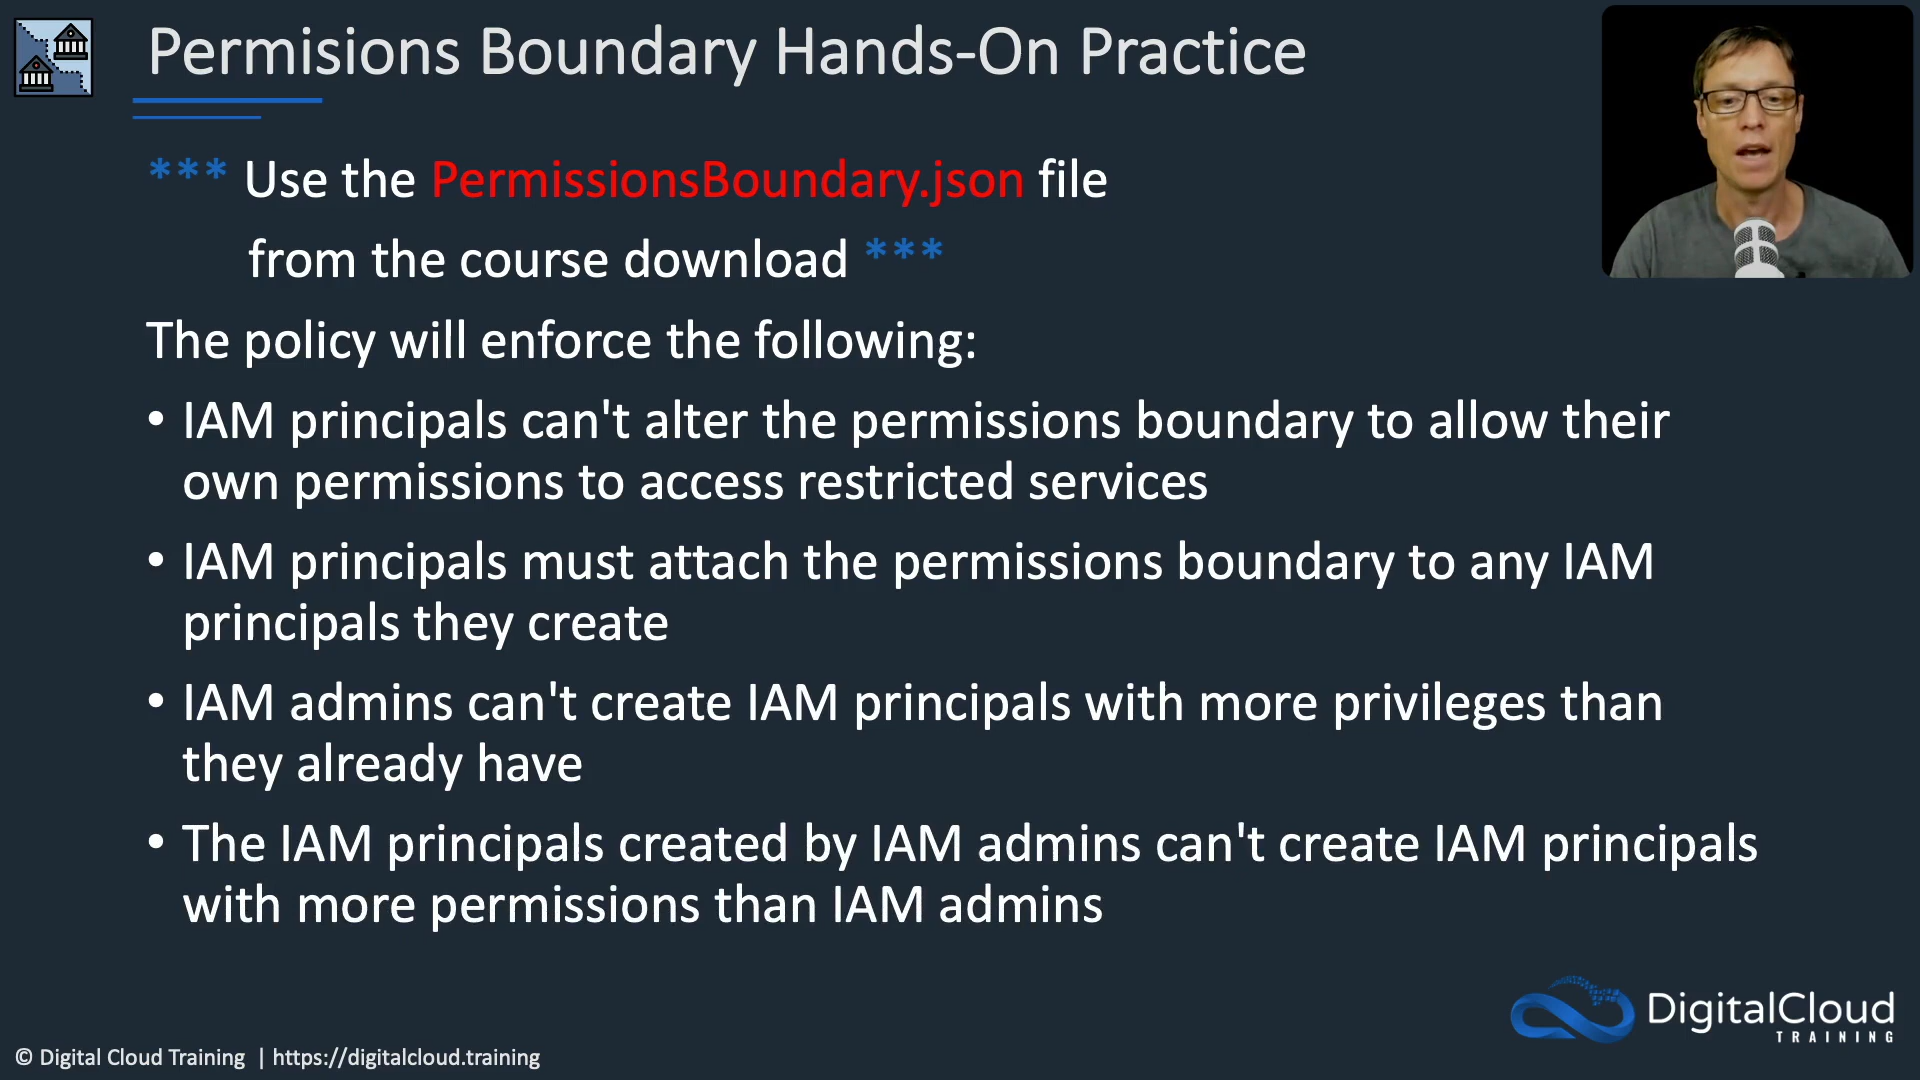 Permisions Boundary Hands-On Practice
*** Use the PermissionsBoundary.json file
from the course download ***
The policy will enforce the following:
• IAM principals can't alter the permissions boundary to allow their
own permissions to access restricted services
• IAM principals must attach the permissions boundary to any IAM
principals they create
• IAM admins can't create IAM principals with more privileges than
they already have
• The IAM principals created by IAM admins can't create IAM principals
with more permissions than IAM admins
DigitalCloud
TRAINING
© Digital Cloud Training | https://digitalcloud.training